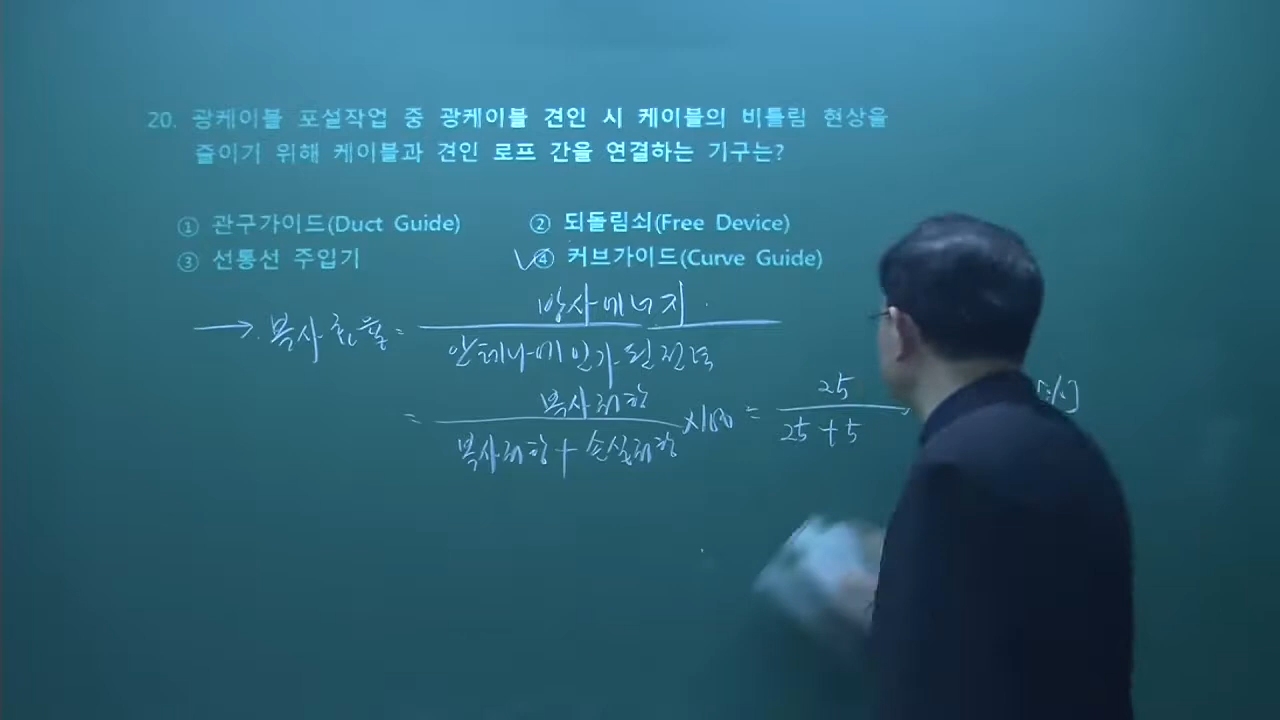 20. 광케이블 포설작업 중 광케이블 견인 시 케이블의 비틀림 현상을
줄이기 위해 케이블과 견인 로프 간을 연결하는 기구는?
① 관구가이드(Duct Guide) ② 되돌림쇠(Free Device)
③ 선통선 주입기 ④ 커브가이드(Curve Guide)
→ 복사효율 = 방사에너지 / 안테나에 인가된 전력
= 복사저항 / 복사저항 + 손실저항 ×100 = 25 / 25 + 5 [%]